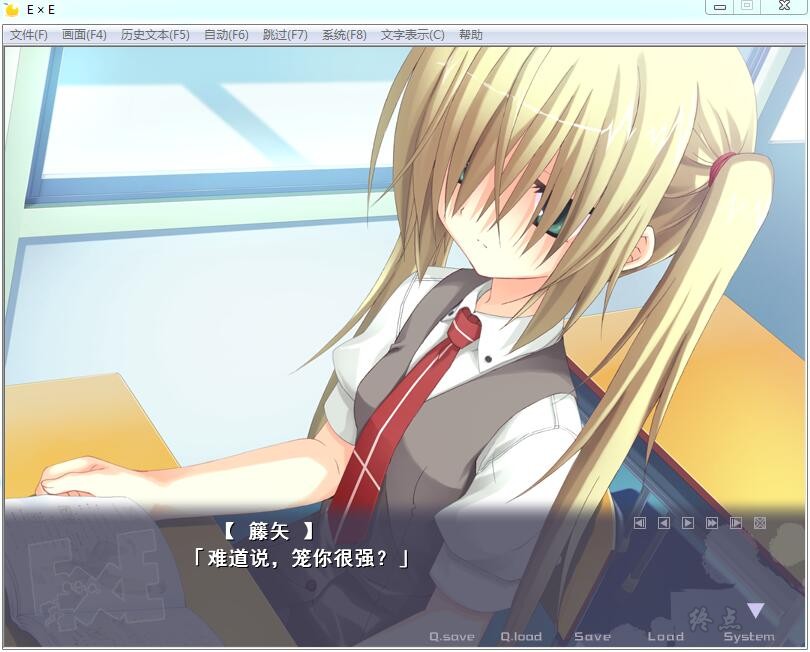 E×E
文件(F) 画面(F4) 历史文本(F5) 自动(F6) 跳过(F7) 系统(F8) 文字表示(C) 帮助
【 籐矢 】
「难道说，笼你很强？」
终点
Q.save Q.load Save Load System